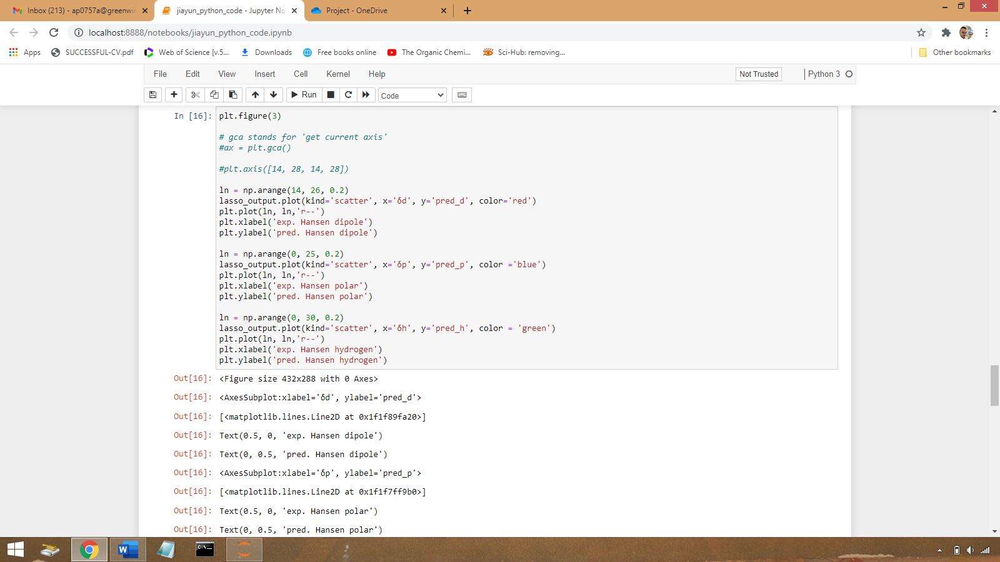 Inbox (213) - ap0757a@greenwic
jiayun_python_code - Jupyter No
Project - OneDrive
localhost:8888/notebooks/jiayun_python_code.ipynb
Apps SUCCESSFUL-CV.pdf Web of Science [v.5... Downloads Free books online The Organic Chemi... Sci-Hub: removing... Other bookmarks
File Edit View Insert Cell Kernel Help Not Trusted Python 3
Run Code
In [16]: plt.figure(3)
# gca stands for 'get current axis'
#ax = plt.gca()
#plt.axis([14, 28, 14, 28])
ln = np.arange(14, 26, 0.2)
lasso_output.plot(kind='scatter', x='δd', y='pred_d', color='red')
plt.plot(ln, ln,'r--')
plt.xlabel('exp. Hansen dipole')
plt.ylabel('pred. Hansen dipole')
ln = np.arange(0, 25, 0.2)
lasso_output.plot(kind='scatter', x='δp', y='pred_p', color ='blue')
plt.plot(ln, ln,'r--')
plt.xlabel('exp. Hansen polar')
plt.ylabel('pred. Hansen polar')
ln = np.arange(0, 30, 0.2)
lasso_output.plot(kind='scatter', x='δh', y='pred_h', color = 'green')
plt.plot(ln, ln,'r--')
plt.xlabel('exp. Hansen hydrogen')
plt.ylabel('pred. Hansen hydrogen')
Out[16]: <Figure size 432x288 with 0 Axes>
Out[16]: <AxesSubplot:xlabel='δd', ylabel='pred_d'>
Out[16]: [<matplotlib.lines.Line2D at 0x1f1f89fa20>]
Out[16]: Text(0.5, 0, 'exp. Hansen dipole')
Out[16]: Text(0, 0.5, 'pred. Hansen dipole')
Out[16]: <AxesSubplot:xlabel='δp', ylabel='pred_p'>
Out[16]: [<matplotlib.lines.Line2D at 0x1f1f7ff9b0>]
Out[16]: Text(0.5, 0, 'exp. Hansen polar')
Out[16]: Text(0, 0.5, 'pred. Hansen polar')